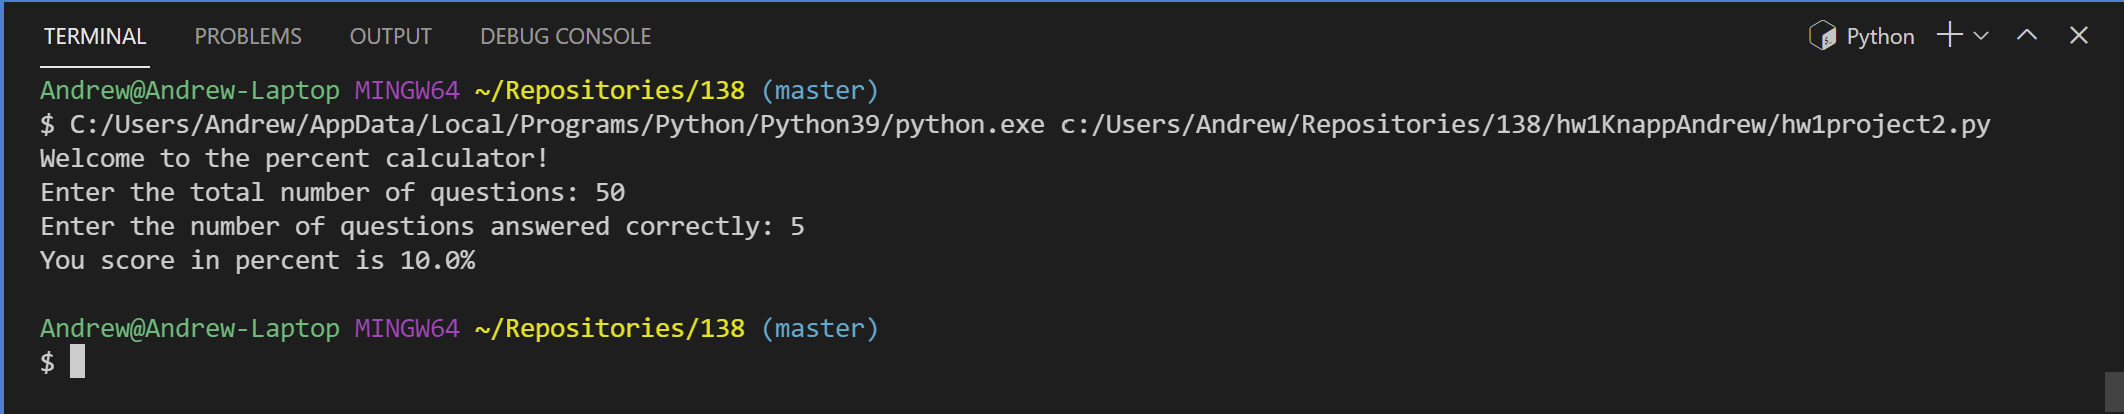 TERMINAL PROBLEMS OUTPUT DEBUG CONSOLE Python
Andrew@Andrew-Laptop MINGW64 ~/Repositories/138 (master)
$ C:/Users/Andrew/AppData/Local/Programs/Python/Python39/python.exe c:/Users/Andrew/Repositories/138/hw1KnappAndrew/hw1project2.py
Welcome to the percent calculator!
Enter the total number of questions: 50
Enter the number of questions answered correctly: 5
You score in percent is 10.0%
Andrew@Andrew-Laptop MINGW64 ~/Repositories/138 (master)
$